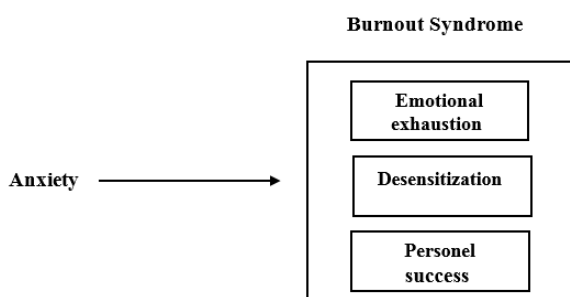 Burnout Syndrome
Emotional
exhaustion
Anxiety
Desensitization
Personel
success